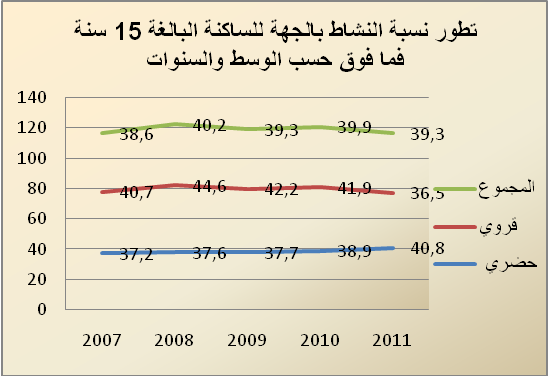 تطور نسبة النشاط بالجهة للساكنة البالغة 15 سنة
فما فوق حسب الوسط والسنوات
140
120
100
80
60
40
20
0
38,6 40,2 39,3 39,9 39,3
40,7 44,6 42,2 41,9 36,5
37,2 37,6 37,7 38,9 40,8
2007 2008 2009 2010 2011
المجموع
قروي
حضري